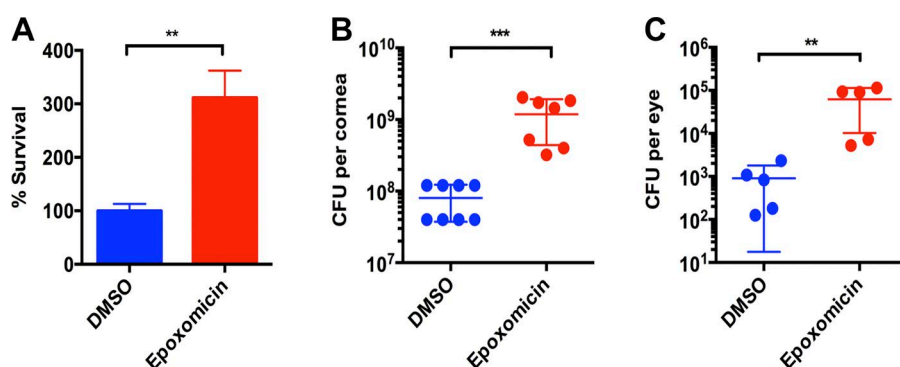 A
**
400
300
200
100
0
% Survival
DMSO
Epoxomicin
B
***
10^10
10^9
10^8
10^7
CFU per cornea
DMSO
Epoxomicin
C
**
10^6
10^5
10^4
10^3
10^2
10^1
CFU per eye
DMSO
Epoxomicin